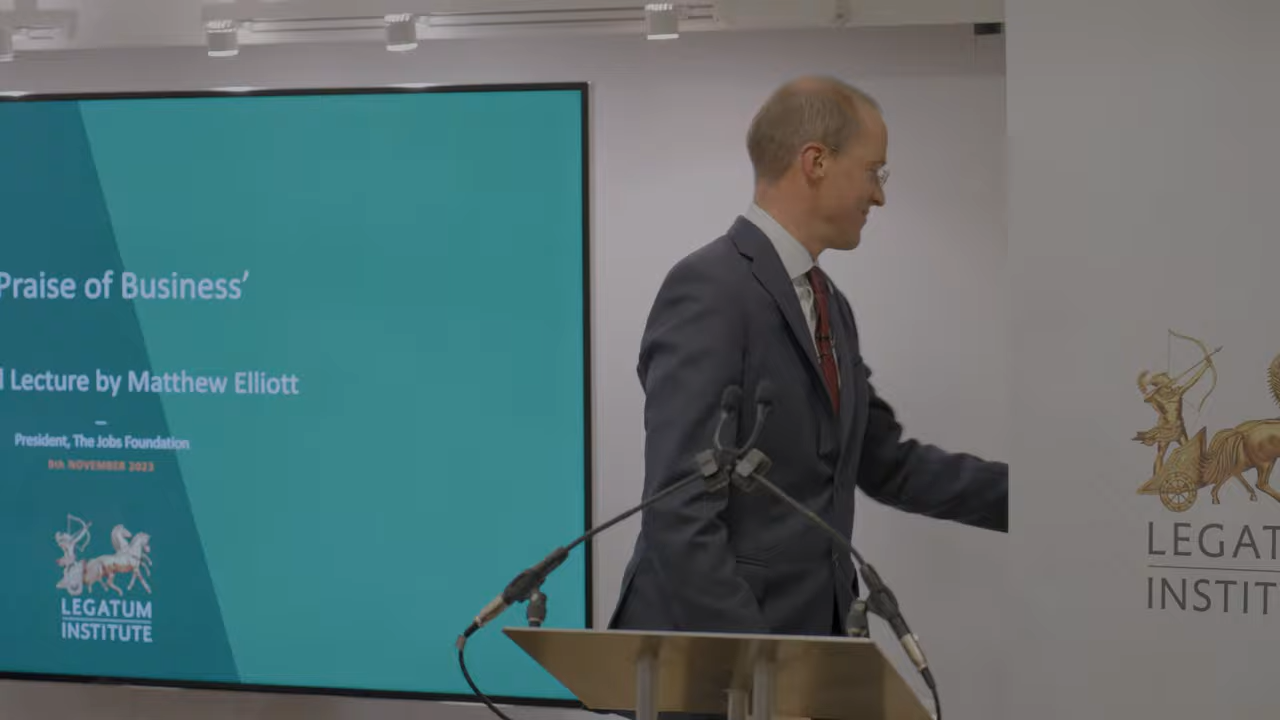 Praise of Business’
Lecture by Matthew Elliott
President, The Jobs Foundation
9th NOVEMBER 2023
LEGATUM
INSTITUTE
LEGAT
INSTIT